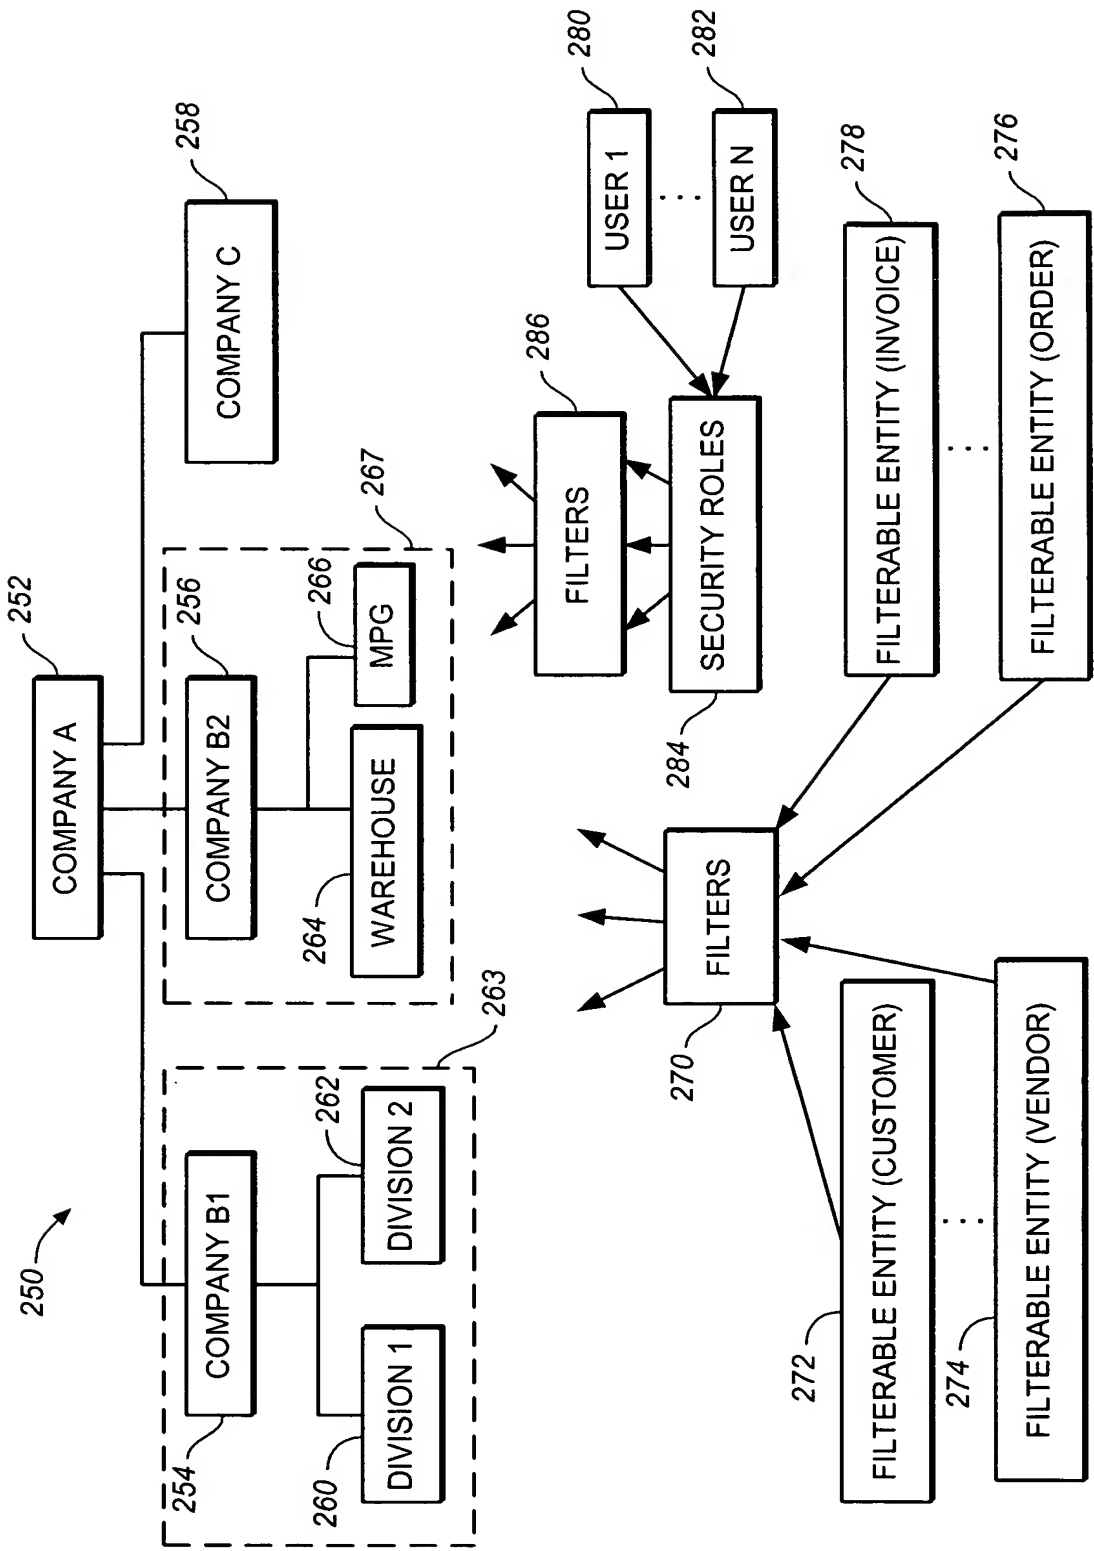 250
252
COMPANY A
254
COMPANY B1
256
COMPANY B2
258
COMPANY C
260
DIVISION 1
262
DIVISION 2
263
264
WAREHOUSE
266
MPG
267
270
FILTERS
286
FILTERS
284
SECURITY ROLES
280
USER 1
. . .
282
USER N
272
FILTERABLE ENTITY (CUSTOMER)
. . .
274
FILTERABLE ENTITY (VENDOR)
278
FILTERABLE ENTITY (INVOICE)
. . .
276
FILTERABLE ENTITY (ORDER)